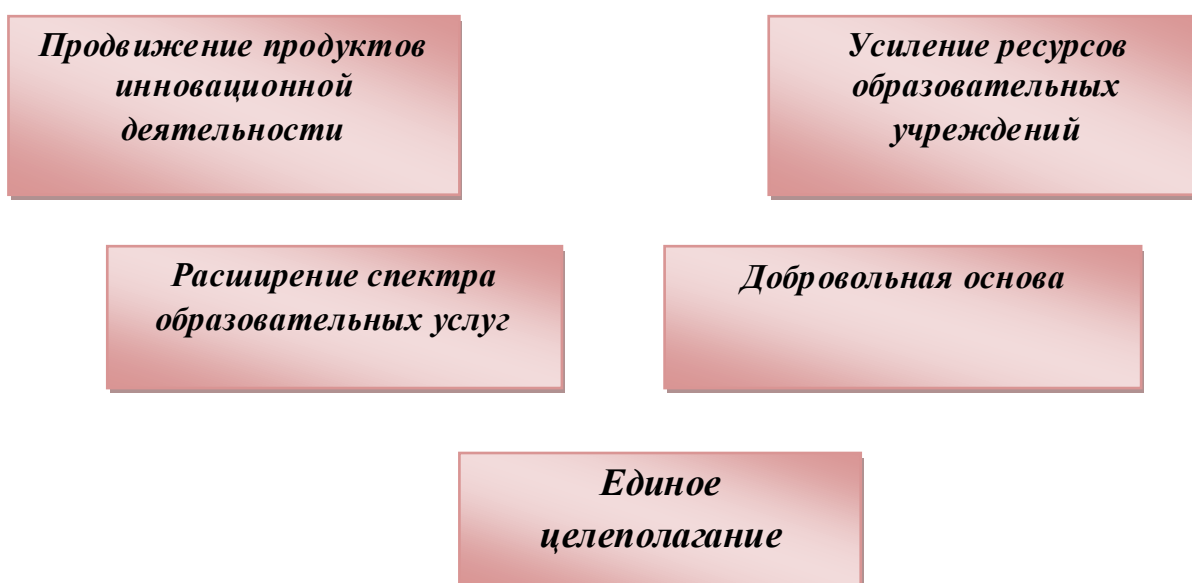 Продвижение продуктов
инновационной
деятельности
Усиление ресурсов
образовательных
учреждений
Расширение спектра
образовательных услуг
Добровольная основа
Единое
целеполагание